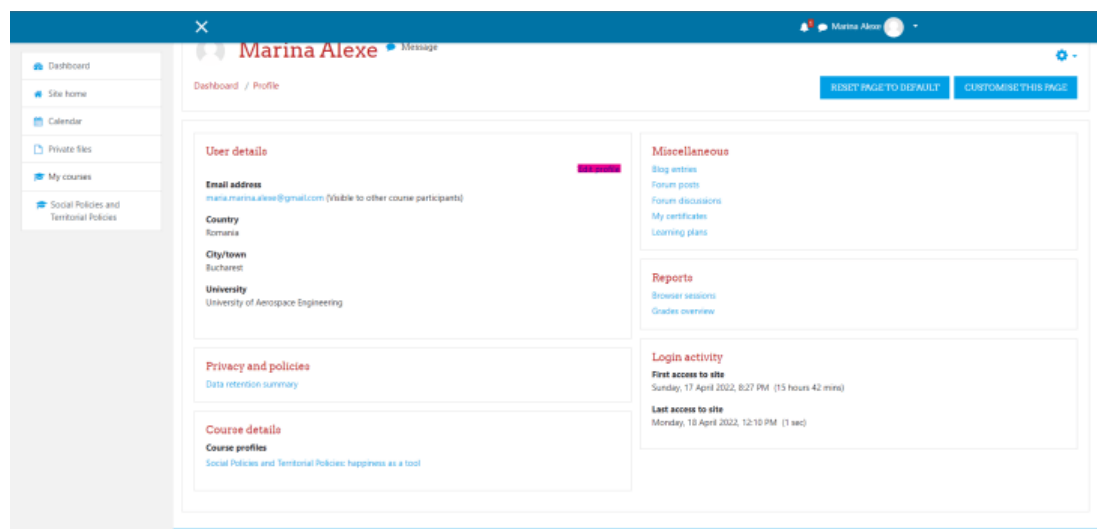 Marina Alexe
Dashboard
Site home
Calendar
Private files
My courses
Social Policies and
Territorial Policies
Marina Alexe
Message
Dashboard / Profile
RESET PAGE TO DEFAULT
CUSTOMISE THIS PAGE
User details
Edit profile
Email address
maria.marina.alexe@gmail.com (Visible to other course participants)
Country
Romania
City/town
Bucharest
University
University of Aerospace Engineering
Privacy and policies
Data retention summary
Course details
Course profiles
Social Policies and Territorial Policies: happiness as a tool
Miscellaneous
Blog entries
Forum posts
Forum discussions
My certificates
Learning plans
Reports
Browser sessions
Grades overview
Login activity
First access to site
Sunday, 17 April 2022, 8:27 PM (15 hours 42 mins)
Last access to site
Monday, 18 April 2022, 12:10 PM (1 sec)